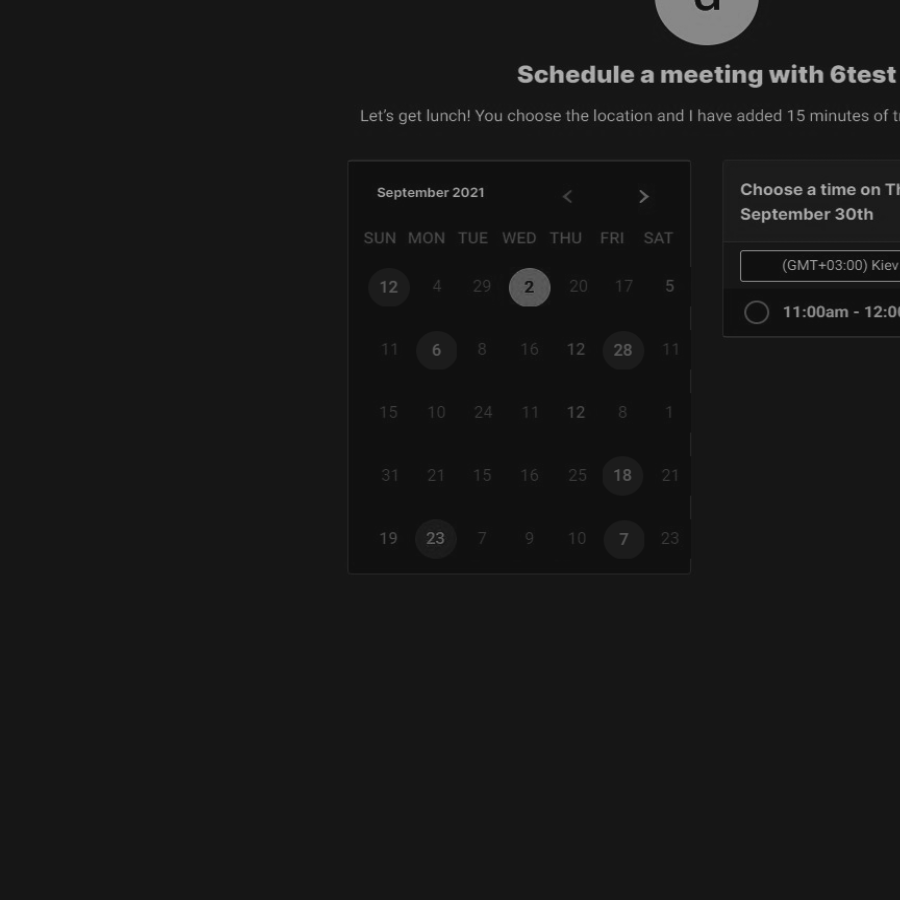 Schedule a meeting with 6test
Let's get lunch! You choose the location and I have added 15 minutes of
September 2021
SUN MON TUE WED THU FRI SAT
12 4 29 2 20 17 5
11 6 8 16 12 28 11
15 10 24 11 12 8 1
31 21 15 16 25 18 21
19 23 7 9 10 7 23
Choose a time on
September 30th
(GMT+03:00) Kiev
11:00am -